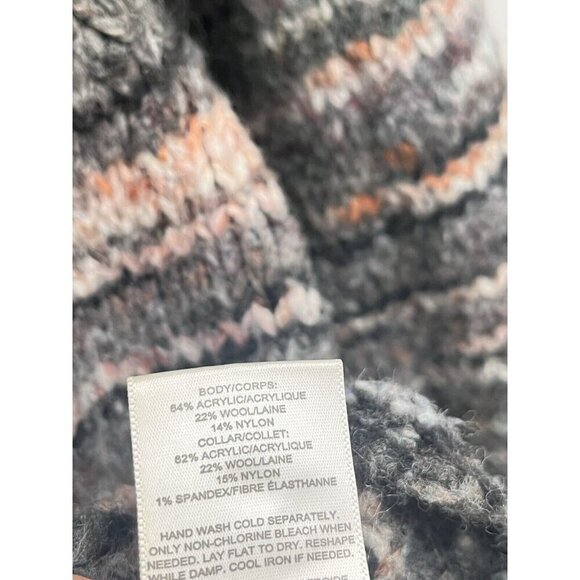 BODY/CORPS:
64% ACRYLIC/ACRYLIQUE
22% WOOL/LAINE
14% NYLON
COLLAR/COLLET:
62% ACRYLIC/ACRYLIQUE
22% WOOL/LAINE
15% NYLON
1% SPANDEX/FIBRE ÉLASTHANNE
HAND WASH COLD SEPARATELY.
ONLY NON-CHLORINE BLEACH WHEN
NEEDED. LAY FLAT TO DRY. RESHAPE
WHILE DAMP. COOL IRON IF NEEDED.